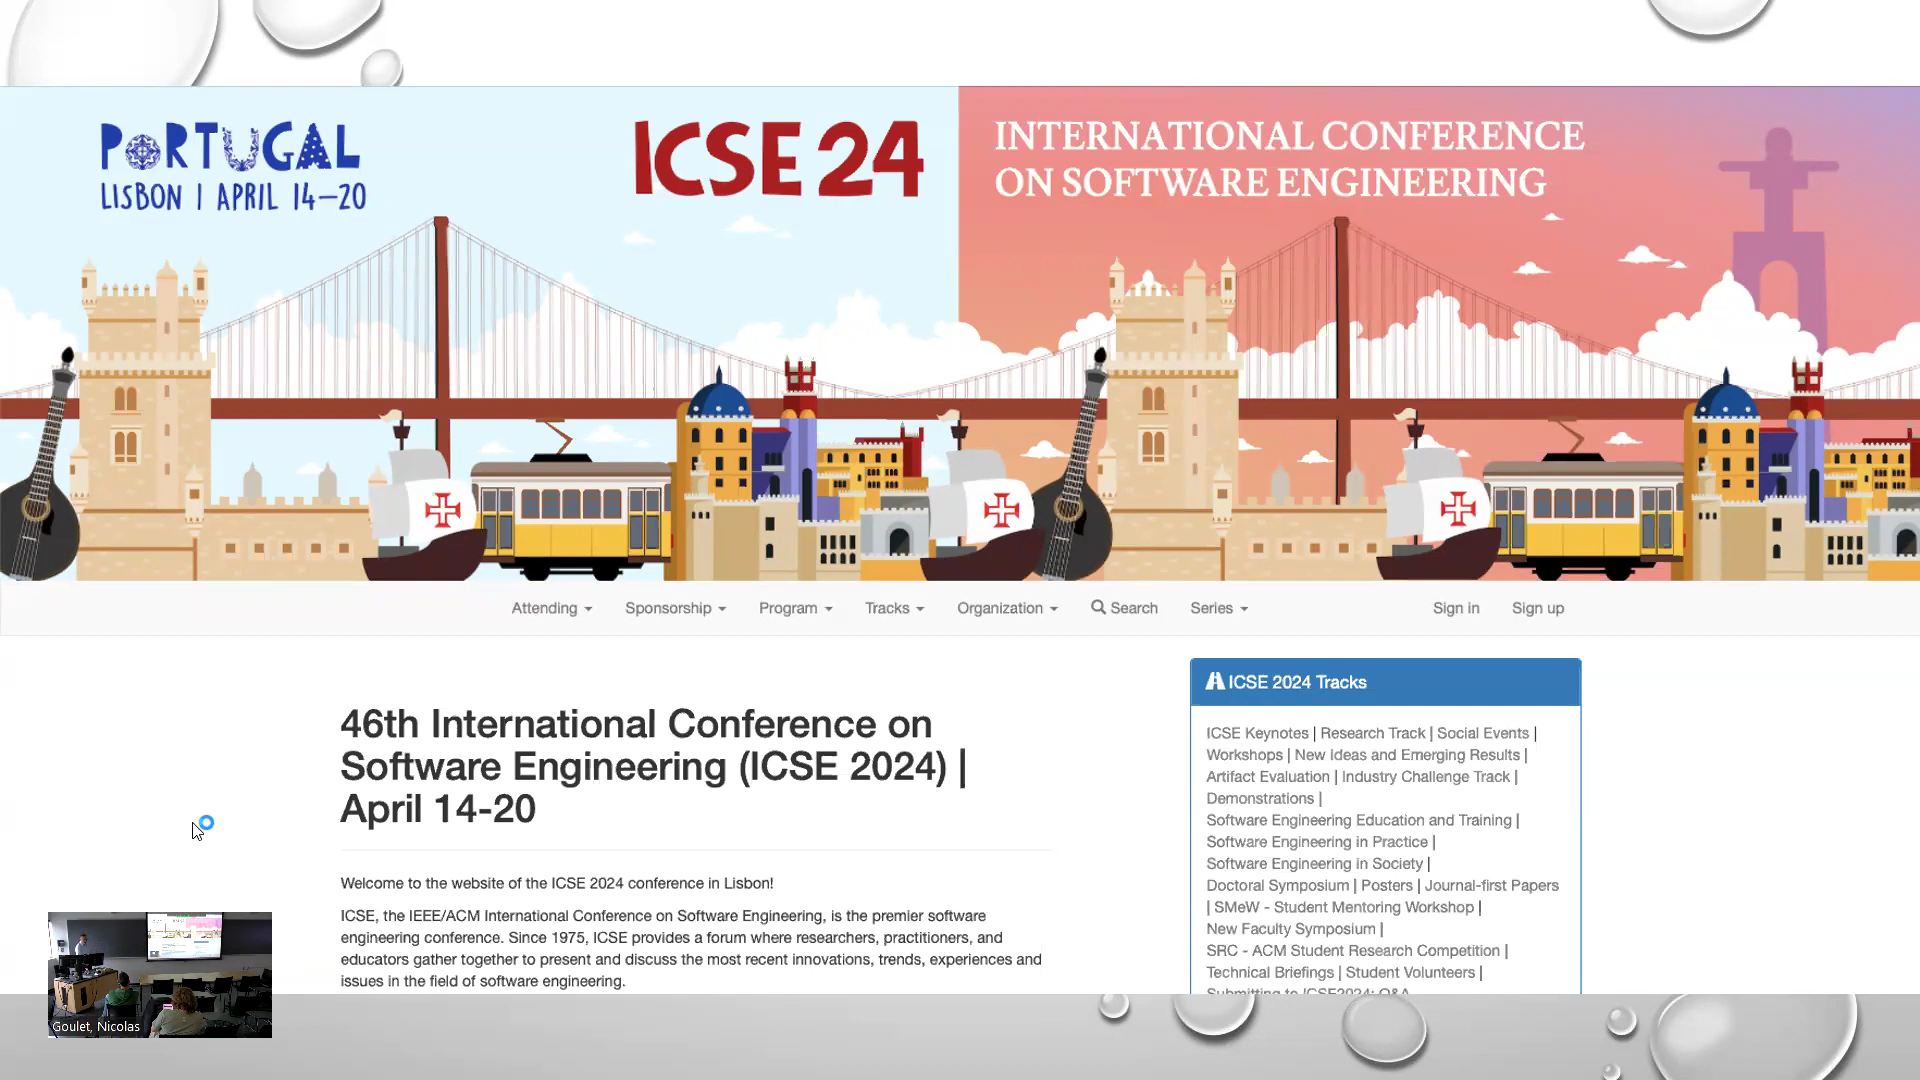 PORTUGAL
LISBON | APRIL 14–20
ICSE 24
INTERNATIONAL CONFERENCE
ON SOFTWARE ENGINEERING
Attending Sponsorship Program Tracks Organization Search Series Sign in Sign up
46th International Conference on
Software Engineering (ICSE 2024) |
April 14-20
Welcome to the website of the ICSE 2024 conference in Lisbon!
ICSE, the IEEE/ACM International Conference on Software Engineering, is the premier software
engineering conference. Since 1975, ICSE provides a forum where researchers, practitioners, and
educators gather together to present and discuss the most recent innovations, trends, experiences and
issues in the field of software engineering.
ICSE 2024 Tracks
ICSE Keynotes | Research Track | Social Events |
Workshops | New Ideas and Emerging Results |
Artifact Evaluation | Industry Challenge Track |
Demonstrations |
Software Engineering Education and Training |
Software Engineering in Practice |
Software Engineering in Society |
Doctoral Symposium | Posters | Journal-first Papers
| SMeW - Student Mentoring Workshop |
New Faculty Symposium |
SRC - ACM Student Research Competition |
Technical Briefings | Student Volunteers |
Submitting to ICSE2024: Q&A
Goulet, Nicolas